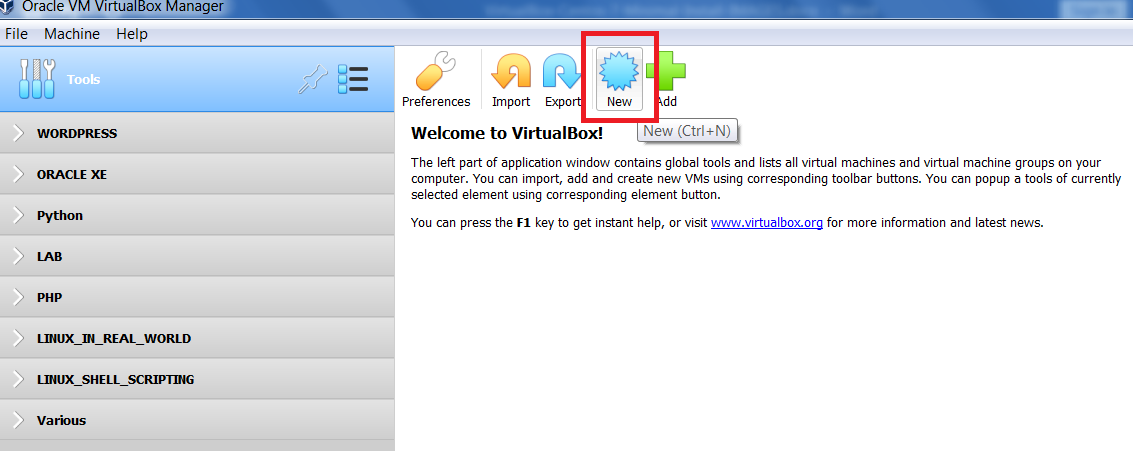 Oracle VM VirtualBox Manager
File Machine Help
Tools
Preferences Import Export New Add
New (Ctrl+N)
WORDPRESS
ORACLE XE
Python
LAB
PHP
LINUX_IN_REAL_WORLD
LINUX_SHELL_SCRIPTING
Various
Welcome to VirtualBox!
The left part of application window contains global tools and lists all virtual machines and virtual machine groups on your
computer. You can import, add and create new VMs using corresponding toolbar buttons. You can popup a tools of currently
selected element using corresponding element button.
You can press the F1 key to get instant help, or visit www.virtualbox.org for more information and latest news.